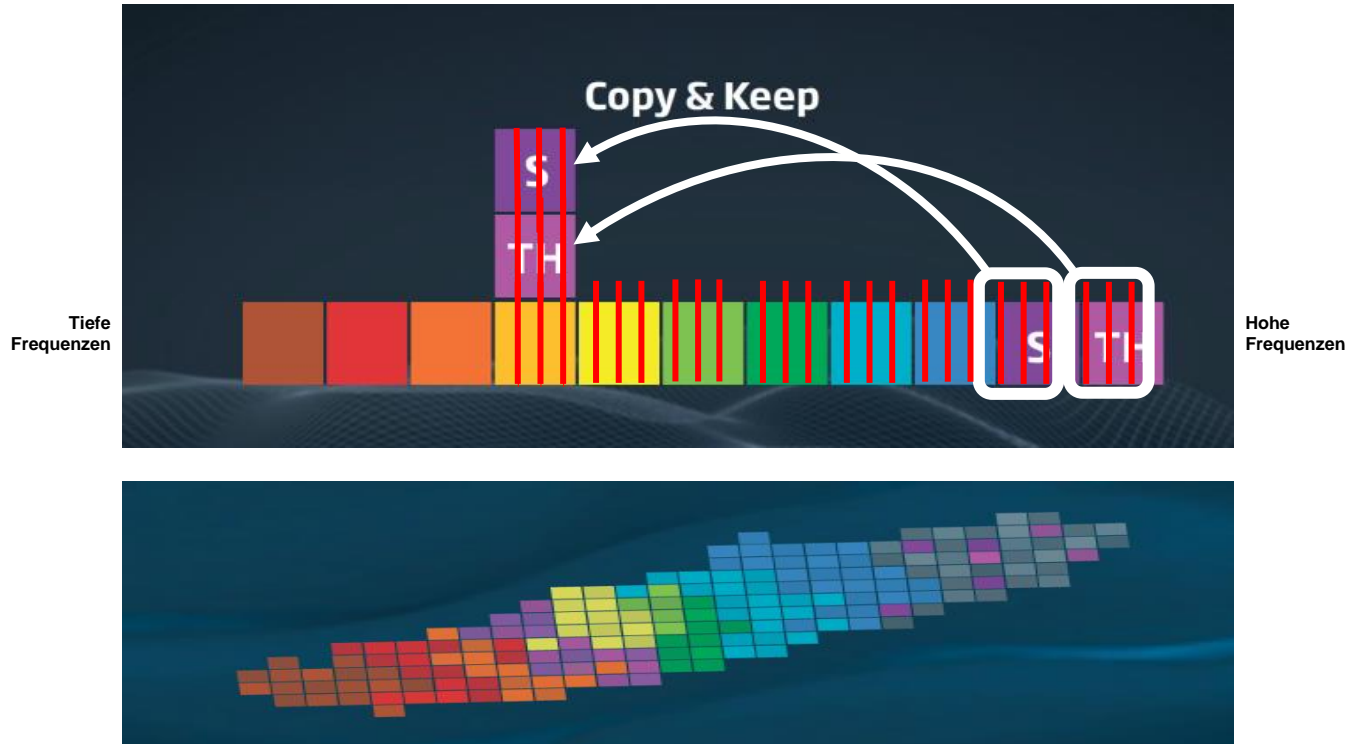 Copy & Keep
S
TH
Tiefe
Frequenzen
S
TH
Hohe
Frequenzen